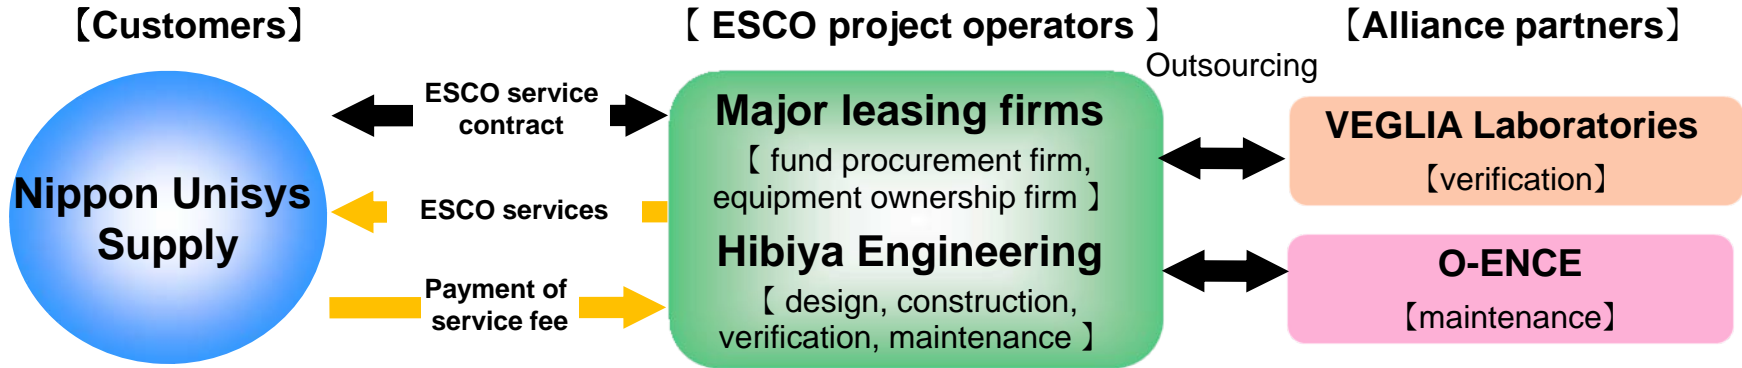 【Customers】
Nippon Unisys
Supply
ESCO service
contract
ESCO services
Payment of
service fee
【 ESCO project operators 】
Major leasing firms
【 fund procurement firm,
equipment ownership firm 】
Hibiya Engineering
【 design, construction,
verification, maintenance 】
Outsourcing
【Alliance partners】
VEGLIA Laboratories
【verification】
O-ENCE
【maintenance】